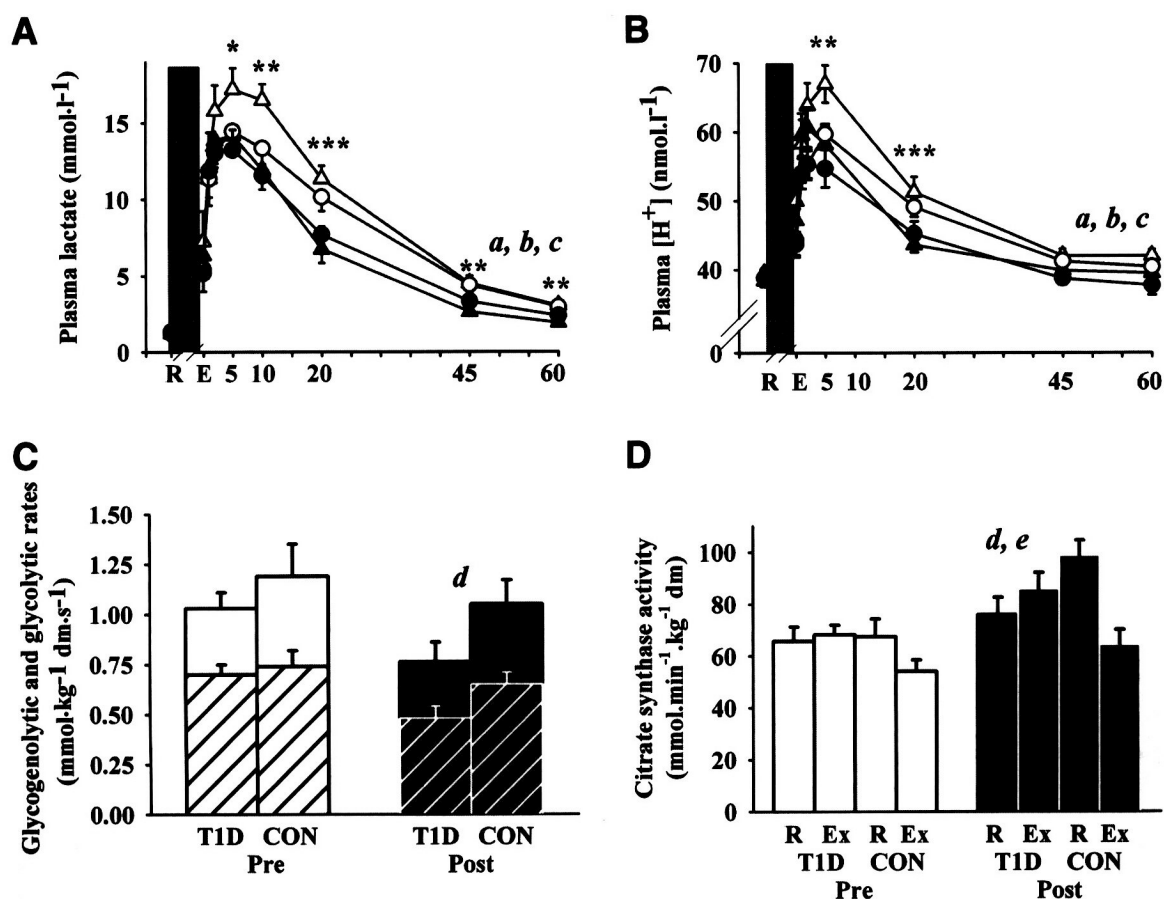 A
Plasma lactate (mmol·l⁻¹)
15
10
5
0
*
**
***
a, b, c
**
**
R E 5 10 20 45 60
B
Plasma [H⁺] (nmol.l⁻¹)
70
60
50
40
0
**
***
a, b, c
R E 5 10 20 45 60
C
Glycogenolytic and glycolytic rates
(mmol·kg⁻¹ dm·s⁻¹)
1.50
1.25
1.00
0.75
0.50
0.25
0.00
d
T1D CON T1D CON
Pre Post
D
Citrate synthase activity
(mmol.min⁻¹.kg⁻¹ dm)
100
80
60
40
20
0
d, e
R Ex R Ex R Ex R Ex
T1D CON T1D CON
Pre Post